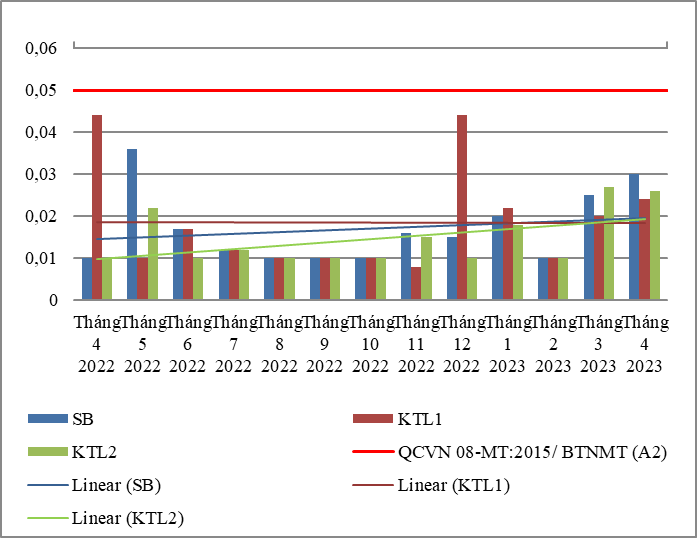 0,06
0,05
0,04
0,03
0,02
0,01
0
Tháng Tháng Tháng Tháng Tháng Tháng Tháng Tháng Tháng Tháng Tháng Tháng Tháng
4 5 6 7 8 9 10 11 12 1 2 3 4
2022 2022 2022 2022 2022 2022 2022 2022 2022 2023 2023 2023 2023
SB KTL1
KTL2 QCVN 08-MT:2015/ BTNMT (A2)
Linear (SB) Linear (KTL1)
Linear (KTL2)